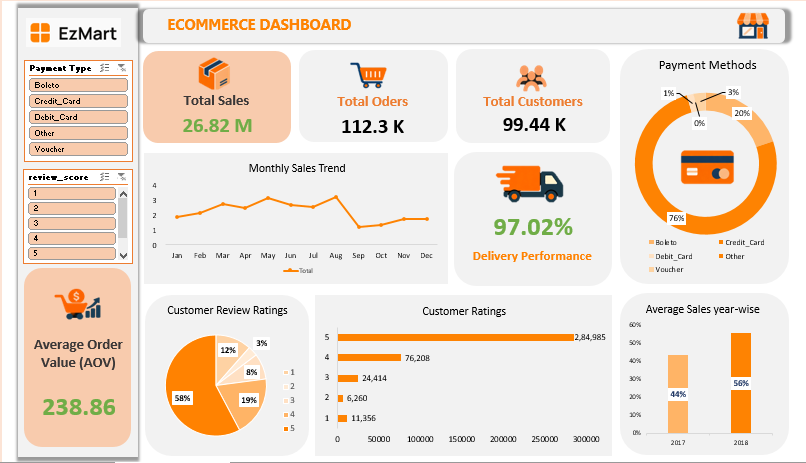 EzMart
ECOMMERCE DASHBOARD
Payment Type
Boleto
Credit_Card
Debit_Card
Other
Voucher
review_score
1
2
3
4
5
Average Order
Value (AOV)
238.86
Total Sales
26.82 M
Total Oders
112.3 K
Total Customers
99.44 K
Payment Methods
1%
3%
0%
20%
76%
Boleto
Credit_Card
Debit_Card
Other
Voucher
Monthly Sales Trend
4
3
2
1
0
Jan Feb Mar Apr May Jun Jul Aug Sep Oct Nov Dec
Total
97.02%
Delivery Performance
Customer Review Ratings
12%
3%
8%
19%
58%
1
2
3
4
5
Customer Ratings
5 2,84,985
4 76,208
3 24,414
2 6,260
1 11,356
0 50000 100000 150000 200000 250000 300000
Average Sales year-wise
60%
50%
40%
30%
20%
10%
0%
44%
56%
2017 2018